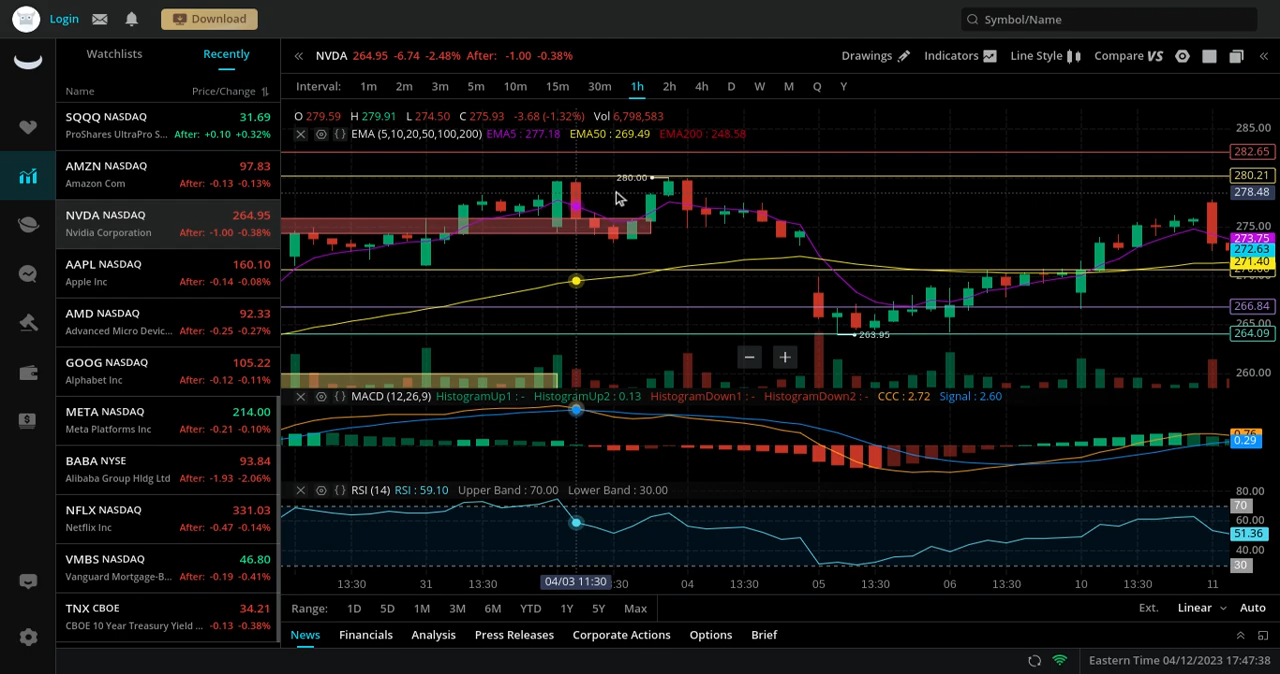 Login
Download
Symbol/Name
Watchlists
Recently
NVDA 264.95 -6.74 -2.48% After: -1.00 -0.38%
Drawings
Indicators
Line Style
Compare VS
Name
Price/Change
Interval: 1m 2m 3m 5m 10m 15m 30m 1h 2h 4h D W M Q Y
SQQQ NASDAQ 31.69
ProShares UltraPro S... After: +0.10 +0.32%
AMZN NASDAQ 97.83
Amazon Com After: -0.13 -0.13%
NVDA NASDAQ 264.95
Nvidia Corporation After: -1.00 -0.38%
AAPL NASDAQ 160.10
Apple Inc After: -0.14 -0.08%
AMD NASDAQ 92.33
Advanced Micro Devic... After: -0.25 -0.27%
GOOG NASDAQ 105.22
Alphabet Inc After: -0.12 -0.11%
META NASDAQ 214.00
Meta Platforms Inc After: -0.21 -0.10%
BABA NYSE 93.84
Alibaba Group Hldg Ltd After: -1.93 -2.06%
NFLX NASDAQ 331.03
Netflix Inc After: -0.47 -0.14%
VMBS NASDAQ 46.80
Vanguard Mortgage-B... After: -0.19 -0.41%
TNX CBOE 34.21
CBOE 10 Year Treasury Yield ... -0.13 -0.38%
O 279.59 H 279.91 L 274.50 C 275.93 -3.68 (-1.32%) Vol 6,798,583
EMA (5,10,20,50,100,200) EMA5 : 277.18 EMA50 : 269.49 EMA200 : 248.58
285.00
282.65
280.00
280.21
278.48
275.00
273.75
272.63
271.40
266.84
265.00
264.09
263.95
260.00
MACD (12,26,9) HistogramUp1 : - HistogramUp2 : 0.13 HistogramDown1 : - HistogramDown2 : - CCC : 2.72 Signal : 2.60
0.76
0.29
RSI (14) RSI : 59.10 Upper Band : 70.00 Lower Band : 30.00
80.00
70
60.00
51.36
40.00
30
13:30 31 13:30 04/03 11:30 :30 04 13:30 05 13:30 06 13:30 10 13:30 11
Range: 1D 5D 1M 3M 6M YTD 1Y 5Y Max
Ext. Linear Auto
News Financials Analysis Press Releases Corporate Actions Options Brief
Eastern Time 04/12/2023 17:47:38